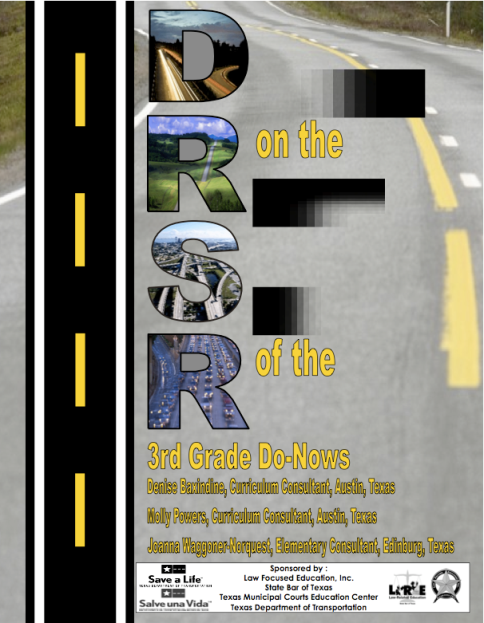 D
R on the
S
R of the
3rd Grade Do-Nows
Denise Baxindine, Curriculum Consultant, Austin, Texas
Molly Powers, Curriculum Consultant, Austin, Texas
Joanna Waggoner-Norquest, Elementary Consultant, Edinburg, Texas
Save a Life
Salve una Vida
Sponsored by :
Law Focused Education, Inc.
State Bar of Texas
Texas Municipal Courts Education Center
Texas Department of Transportation